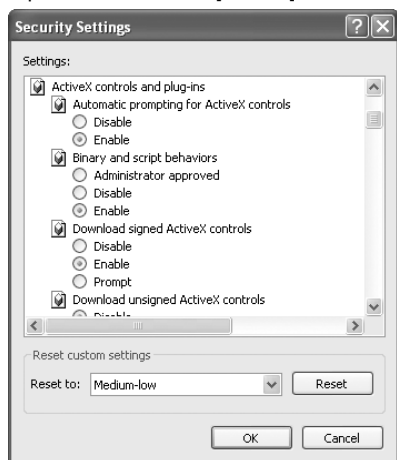 Security Settings
Settings:
ActiveX controls and plug-ins
Automatic prompting for ActiveX controls
Disable
Enable
Binary and script behaviors
Administrator approved
Disable
Enable
Download signed ActiveX controls
Disable
Enable
Prompt
Download unsigned ActiveX controls
Disable
Reset custom settings
Reset to: Medium-low Reset
OK Cancel